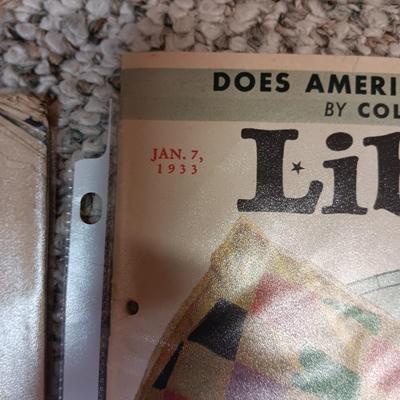 DOES AMERI
BY COL
JAN. 7,
1933
Lib